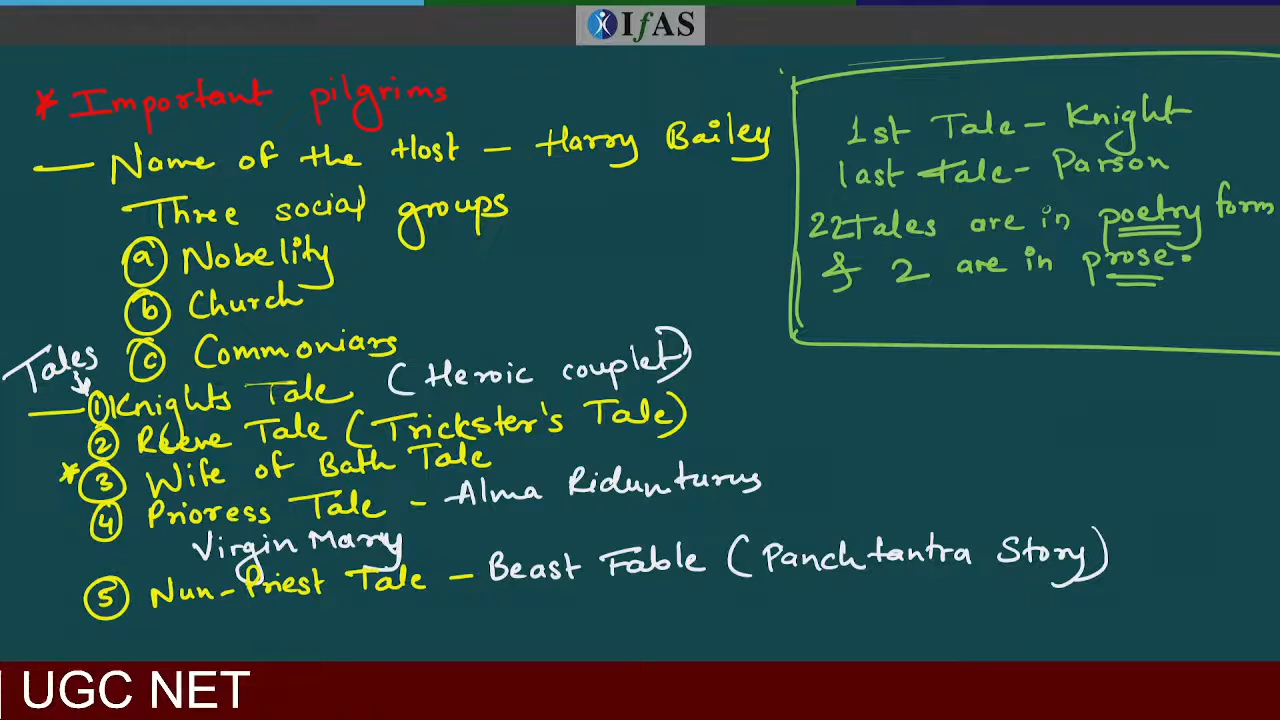 IfAS
* Important pilgrims
— Name of the Host - Harry Bailey
Three social groups
(a) Nobelity
(b) Church
(c) Commonians
Tales
— (1) Knights Tale (Heroic couplet)
(2) Reeve Tale (Trickster's Tale)
* (3) Wife of Bath Tale
(4) Prioress Tale - Alma Ridumturus
Virgin Marry
(5) Nun-Priest Tale - Beast Fable (Panchtantra Story)
1st Tale - Knight
last Tale - Parson
22 Tales are in poetry form
& 2 are in prose.
UGC NET